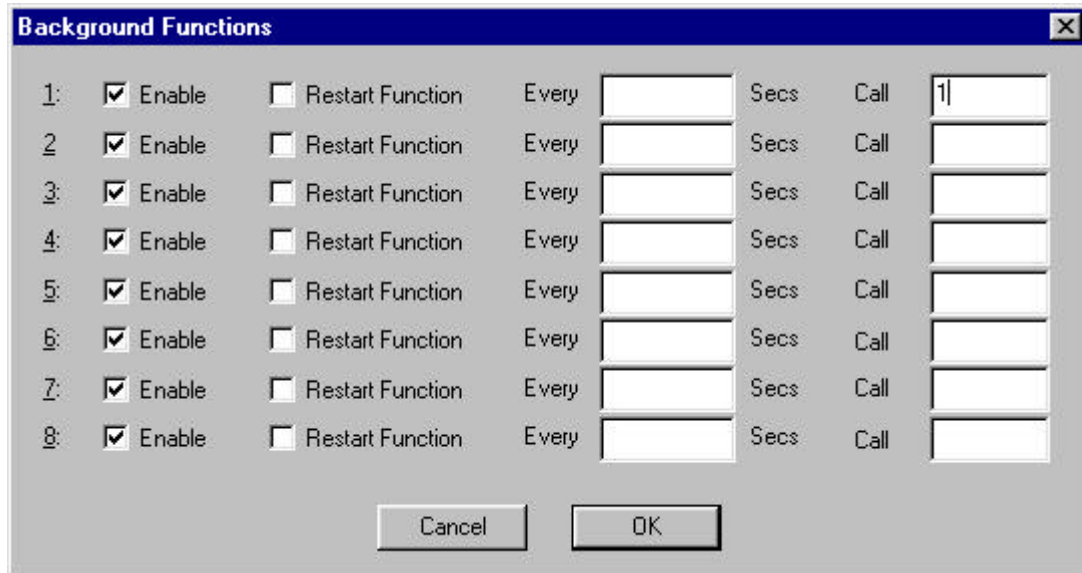 Background Functions
1: Enable Restart Function Every Secs Call 1
2 Enable Restart Function Every Secs Call
3: Enable Restart Function Every Secs Call
4: Enable Restart Function Every Secs Call
5: Enable Restart Function Every Secs Call
6: Enable Restart Function Every Secs Call
7: Enable Restart Function Every Secs Call
8: Enable Restart Function Every Secs Call
Cancel OK